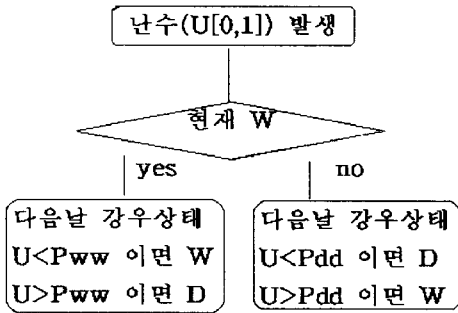 난수(U[0,1]) 발생
현재 W
yes
no
다음날 강우상태
U<Pww 이면 W
U>Pww 이면 D
다음날 강우상태
U<Pdd 이면 D
U>Pdd 이면 W